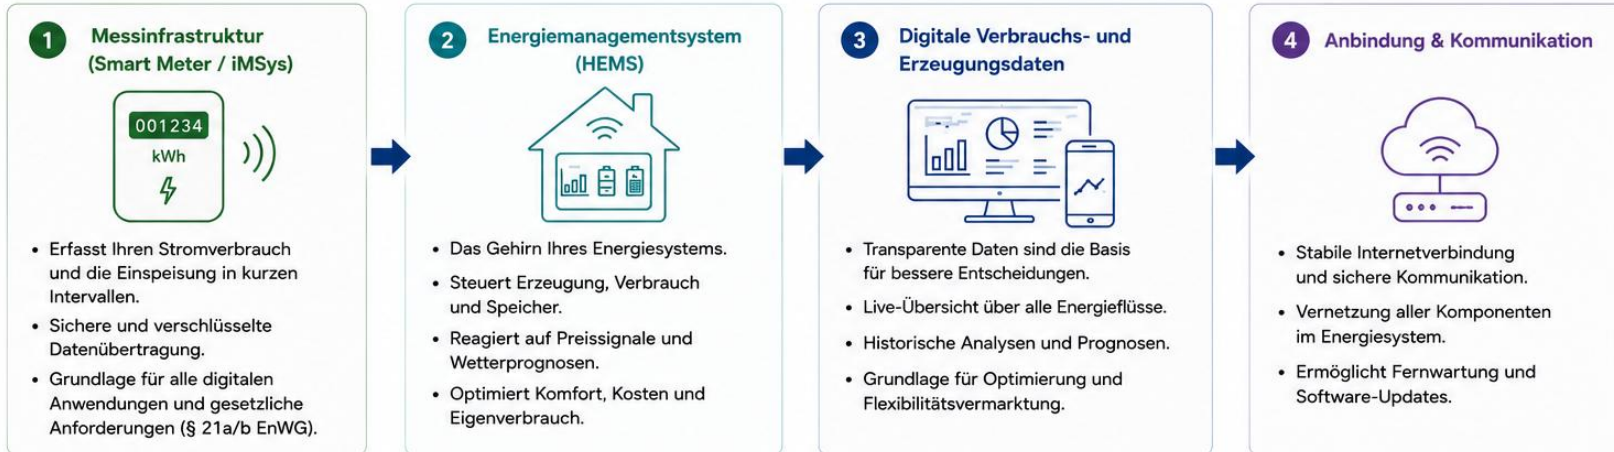 1
Messinfrastruktur
(Smart Meter / iMSys)
001234
kWh
• Erfasst Ihren Stromverbrauch
und die Einspeisung in kurzen
Intervallen.
• Sichere und verschlüsselte
Datenübertragung.
• Grundlage für alle digitalen
Anwendungen und gesetzliche
Anforderungen (§ 21a/b EnWG).
2
Energiemanagementsystem
(HEMS)
• Das Gehirn Ihres Energiesystems.
• Steuert Erzeugung, Verbrauch
und Speicher.
• Reagiert auf Preissignale und
Wetterprognosen.
• Optimiert Komfort, Kosten und
Eigenverbrauch.
3
Digitale Verbrauchs- und
Erzeugungsdaten
• Transparente Daten sind die Basis
für bessere Entscheidungen.
• Live-Übersicht über alle Energieflüsse.
• Historische Analysen und Prognosen.
• Grundlage für Optimierung und
Flexibilitätsvermarktung.
4
Anbindung & Kommunikation
• Stabile Internetverbindung
und sichere Kommunikation.
• Vernetzung aller Komponenten
im Energiesystem.
• Ermöglicht Fernwartung und
Software-Updates.